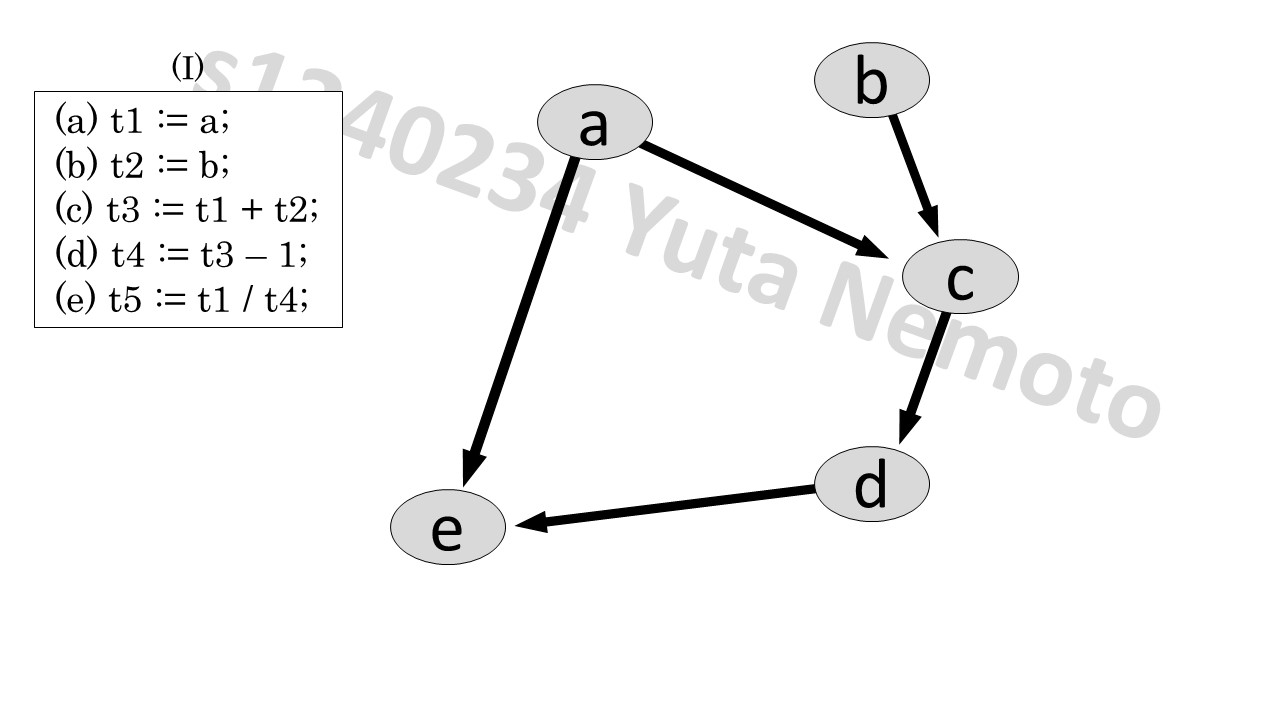 (I)
(a) t1 := a;
(b) t2 := b;
(c) t3 := t1 + t2;
(d) t4 := t3 – 1;
(e) t5 := t1 / t4;
s1240234 Yuta Nemoto
a
b
c
d
e